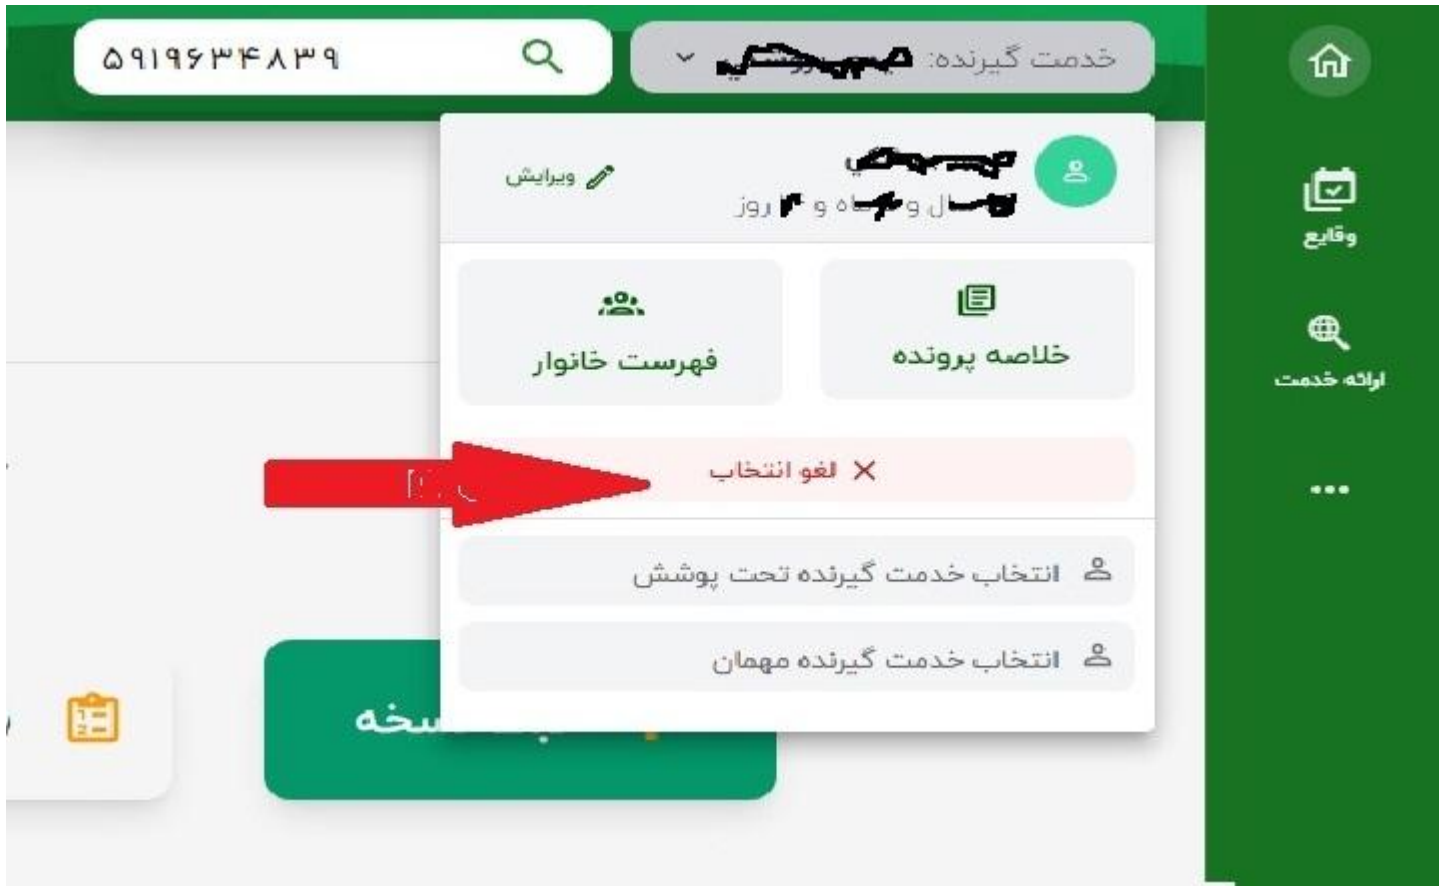 خدمت گیرنده:
۵۹۱۹۶۳۴۸۳۹
ویرایش
و
و
روز
خلاصه پرونده
فهرست خانوار
لغو انتخاب
انتخاب خدمت گیرنده تحت پوشش
انتخاب خدمت گیرنده مهمان
وقایع
ارائه خدمت